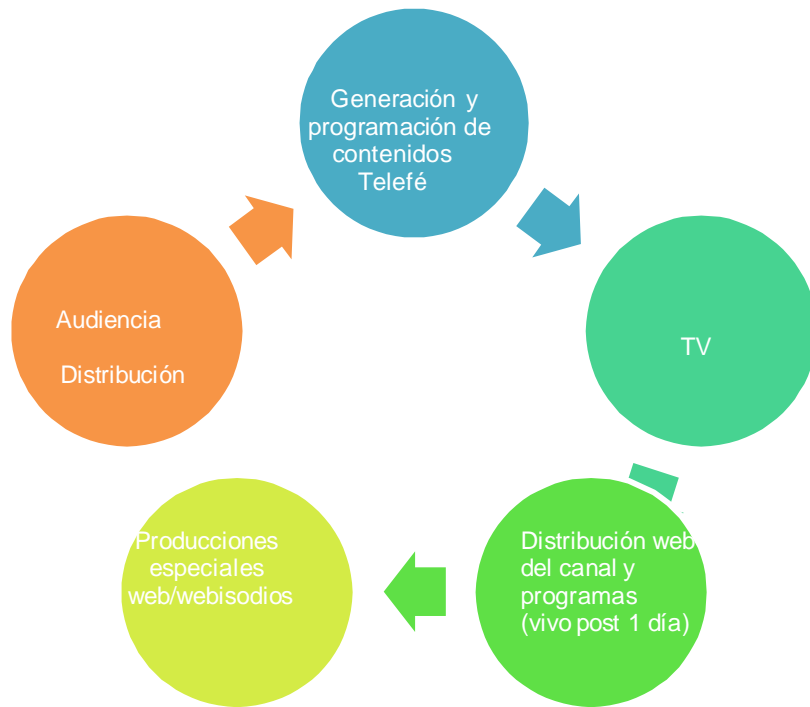 Generación y
programación de
contenidos
Telefé
TV
Distribución web
del canal y
programas
(vivo post 1 día)
Producciones
especiales
web/webisodios
Audiencia
Distribución